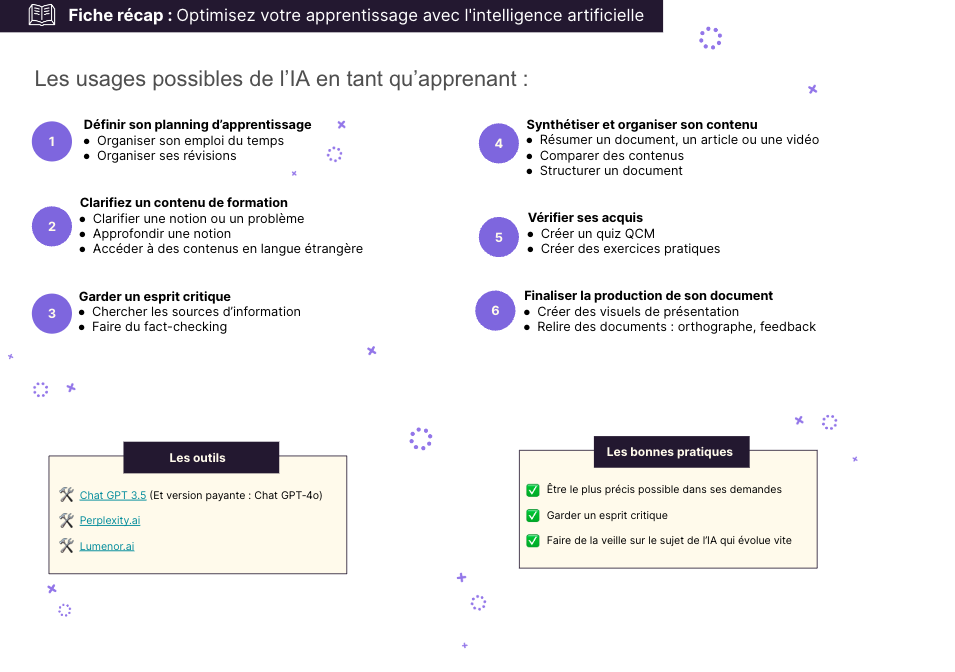 Fiche récap : Optimisez votre apprentissage avec l'intelligence artificielle
Les usages possibles de l’IA en tant qu’apprenant :
1
Définir son planning d’apprentissage
● Organiser son emploi du temps
● Organiser ses révisions
2
Clarifiez un contenu de formation
● Clarifier une notion ou un problème
● Approfondir une notion
● Accéder à des contenus en langue étrangère
3
Garder un esprit critique
● Chercher les sources d’information
● Faire du fact-checking
4
Synthétiser et organiser son contenu
● Résumer un document, un article ou une vidéo
● Comparer des contenus
● Structurer un document
5
Vérifier ses acquis
● Créer un quiz QCM
● Créer des exercices pratiques
6
Finaliser la production de son document
● Créer des visuels de présentation
● Relire des documents : orthographe, feedback
Les outils
Chat GPT 3.5 (Et version payante : Chat GPT-4o)
Perplexity.ai
Lumenor.ai
Les bonnes pratiques
Être le plus précis possible dans ses demandes
Garder un esprit critique
Faire de la veille sur le sujet de l’IA qui évolue vite